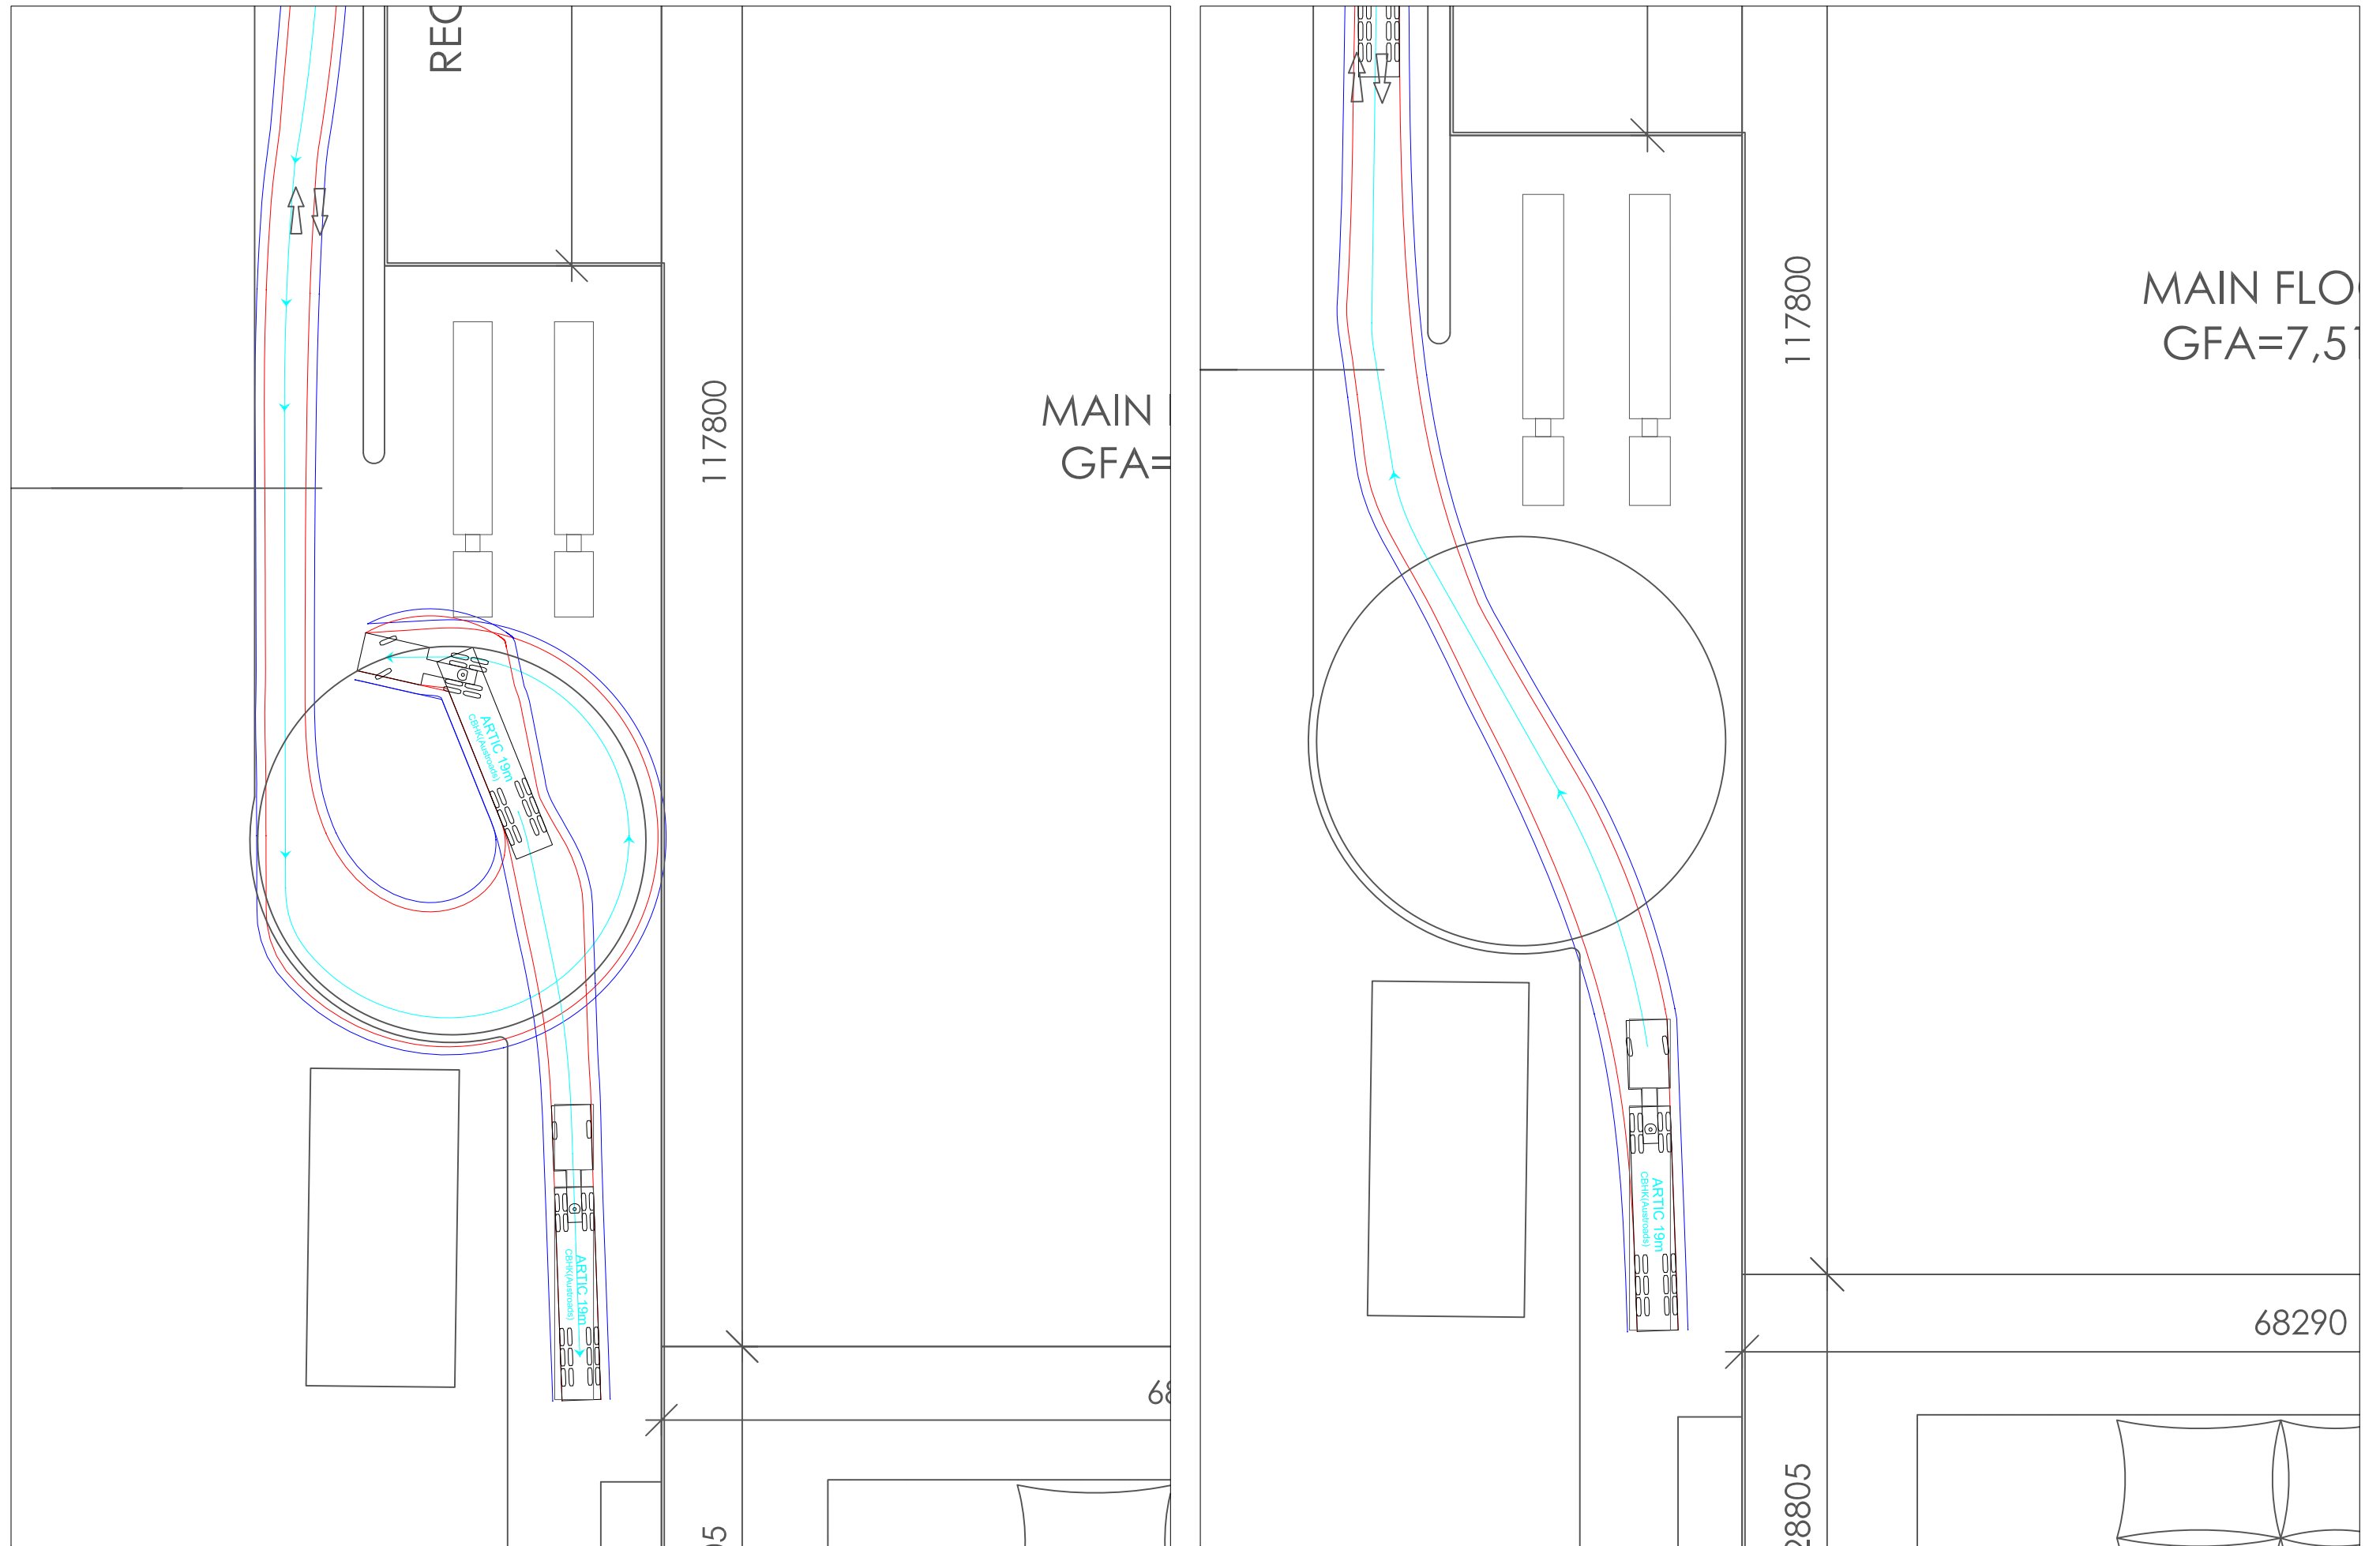 REC
117800
MAIN
GFA=
ARTIC 19m
CBHK(Austroads)
ARTIC 19m
CBHK(Austroads)
68
05
117800
MAIN FLO
GFA=7,51
ARTIC 19m
CBHK(Austroads)
68290
28805